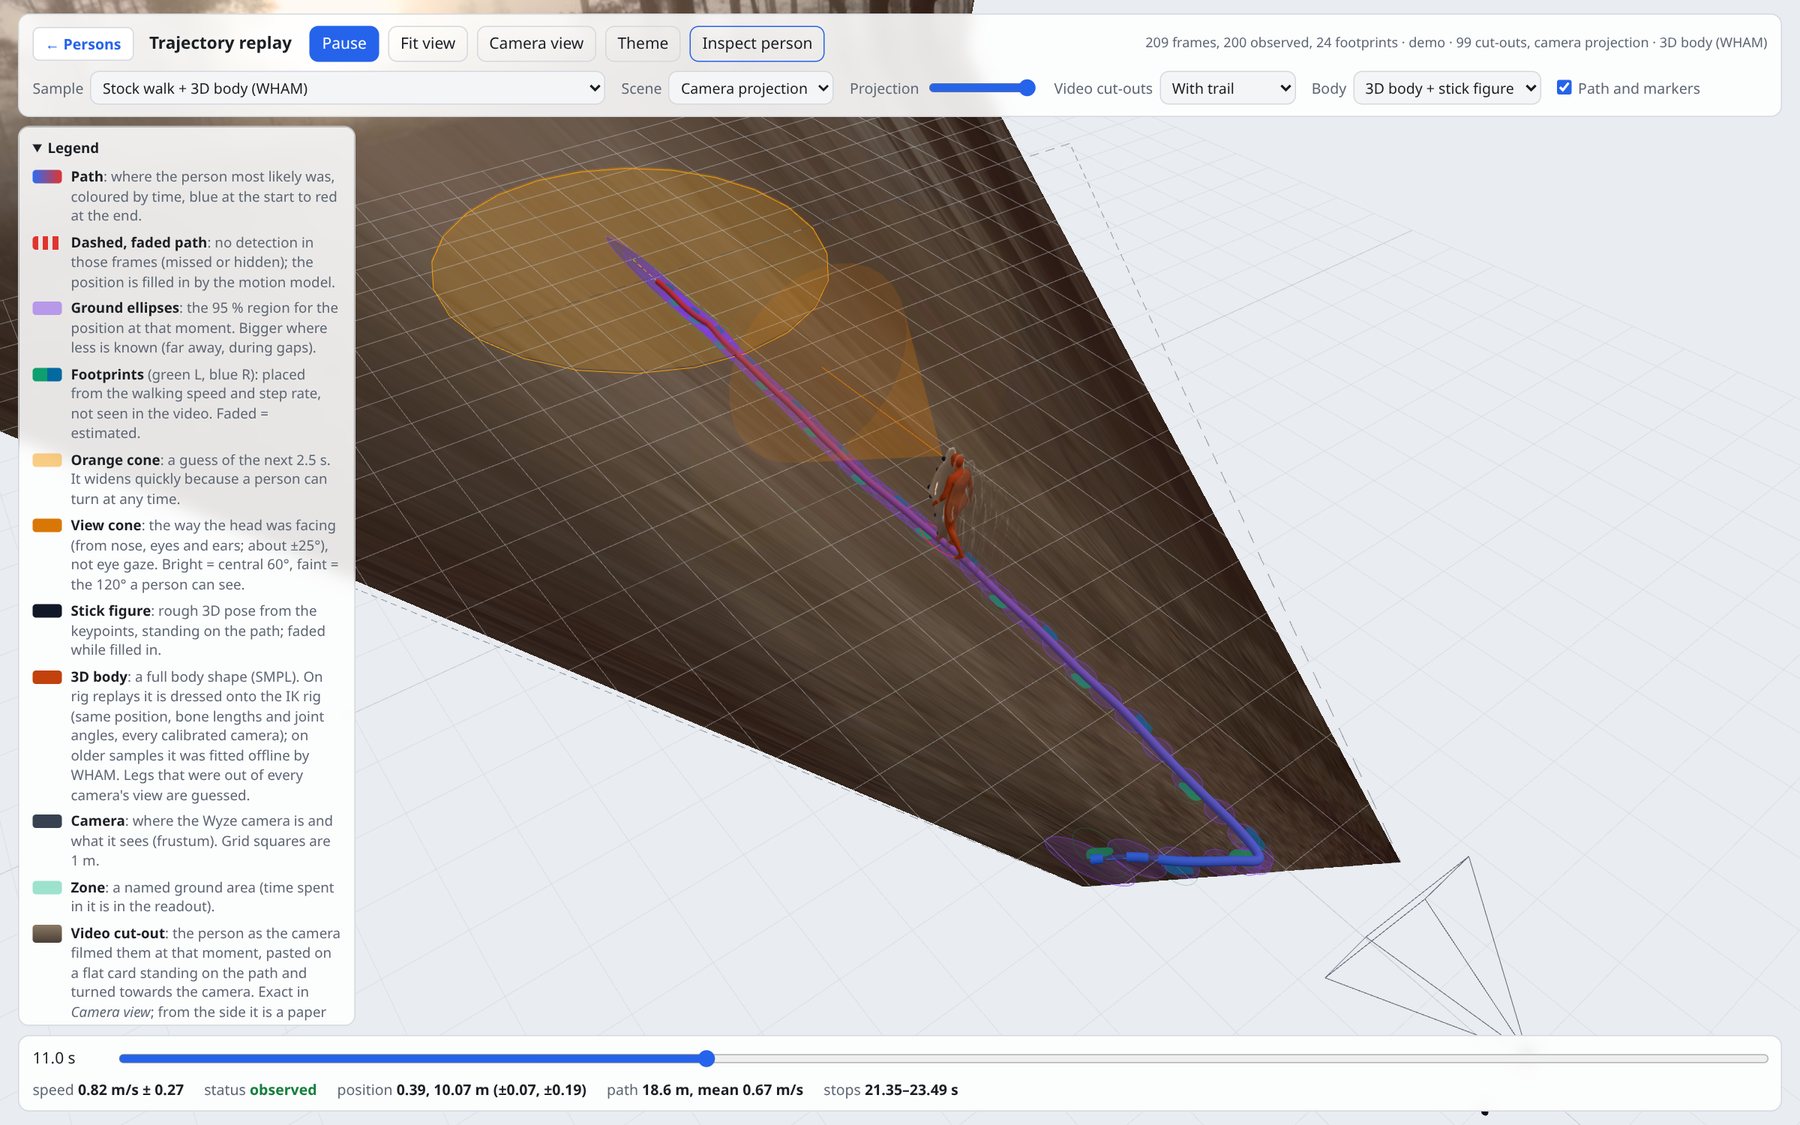 ← Persons
Trajectory replay
Pause
Fit view
Camera view
Theme
Inspect person
209 frames, 200 observed, 24 footprints · demo · 99 cut-outs, camera projection · 3D body (WHAM)
Sample
Stock walk + 3D body (WHAM)
Scene
Camera projection
Projection
Video cut-outs
With trail
Body
3D body + stick figure
Path and markers
▼ Legend
Path: where the person most likely was,
coloured by time, blue at the start to red
at the end.
Dashed, faded path: no detection in
those frames (missed or hidden); the
position is filled in by the motion model.
Ground ellipses: the 95 % region for the
position at that moment. Bigger where
less is known (far away, during gaps).
Footprints (green L, blue R): placed
from the walking speed and step rate,
not seen in the video. Faded =
estimated.
Orange cone: a guess of the next 2.5 s.
It widens quickly because a person can
turn at any time.
View cone: the way the head was facing
(from nose, eyes and ears; about ±25°),
not eye gaze. Bright = central 60°, faint =
the 120° a person can see.
Stick figure: rough 3D pose from the
keypoints, standing on the path; faded
while filled in.
3D body: a full body shape (SMPL). On
rig replays it is dressed onto the IK rig
(same position, bone lengths and joint
angles, every calibrated camera); on
older samples it was fitted offline by
WHAM. Legs that were out of every
camera's view are guessed.
Camera: where the Wyze camera is and
what it sees (frustum). Grid squares are
1 m.
Zone: a named ground area (time spent
in it is in the readout).
Video cut-out: the person as the camera
filmed them at that moment, pasted on
a flat card standing on the path and
turned towards the camera. Exact in
Camera view; from the side it is a paper
11.0 s
speed 0.82 m/s ± 0.27
status observed
position 0.39, 10.07 m (±0.07, ±0.19)
path 18.6 m, mean 0.67 m/s
stops 21.35–23.49 s